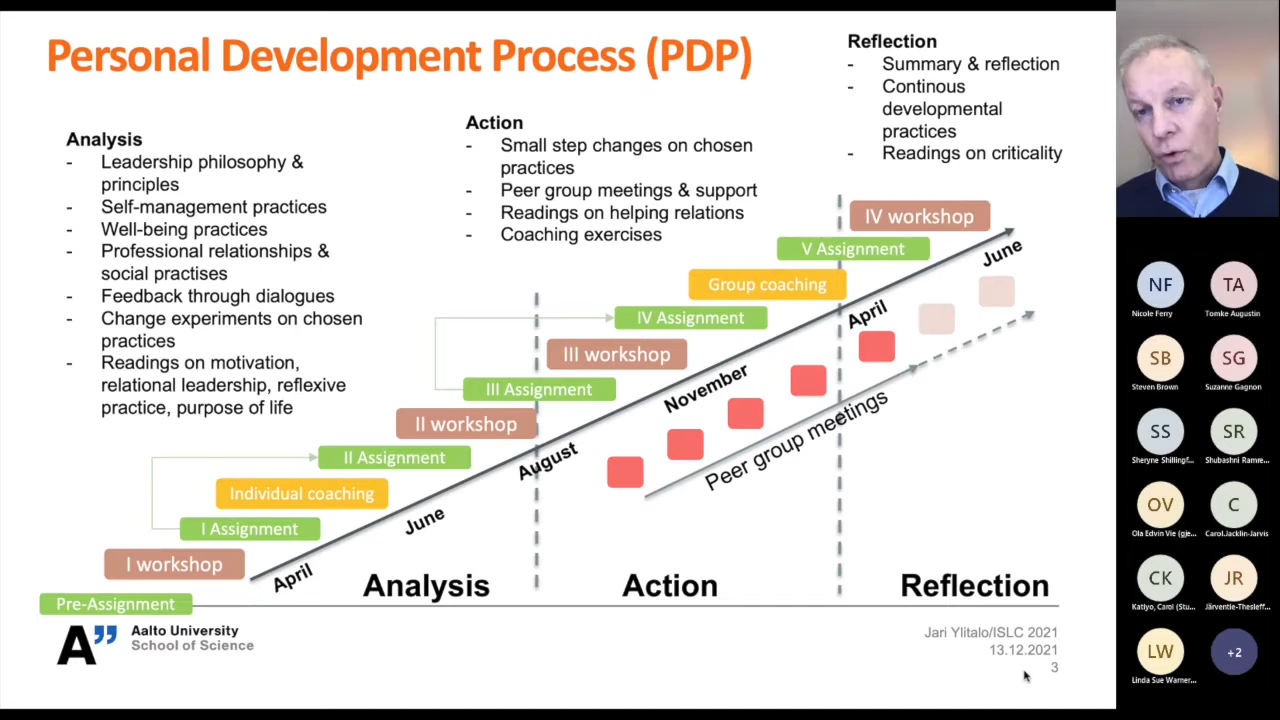 Personal Development Process (PDP)
Analysis
- Leadership philosophy &
principles
- Self-management practices
- Well-being practices
- Professional relationships &
social practises
- Feedback through dialogues
- Change experiments on chosen
practices
- Readings on motivation,
relational leadership, reflexive
practice, purpose of life
Action
- Small step changes on chosen
practices
- Peer group meetings & support
- Readings on helping relations
- Coaching exercises
Reflection
- Summary & reflection
- Continous
developmental
practices
- Readings on criticality
IV workshop
V Assignment
Group coaching
IV Assignment
III workshop
III Assignment
II workshop
II Assignment
Individual coaching
I Assignment
I workshop
Pre-Assignment
April
June
August
November
April
June
Peer group meetings
Analysis
Action
Reflection
A”
Aalto University
School of Science
Jari Ylitalo/ISLC 2021
13.12.2021
3
NF
Nicole Ferry
TA
Tomke Augustin
SB
Steven Brown
SG
Suzanne Gagnon
SS
Sheryne Shillingf...
SR
Shubashni Ramre...
OV
Ola Edvin Vie (gje...
C
Carol.Jacklin-Jarvis
CK
Katiyo, Carol (Stu...
JR
Järventie-Thesleff...
LW
Linda Sue Warner...
+2